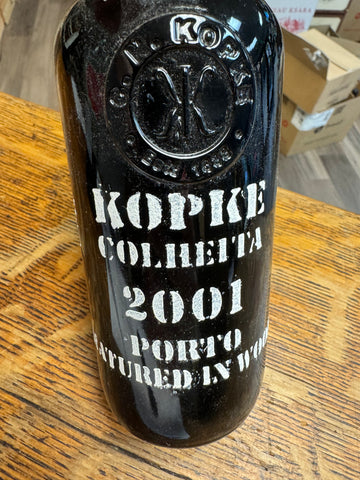 C. N. KOPKE
KOPKE
COLHEITA
2001
PORTO
MATURED IN WOOD